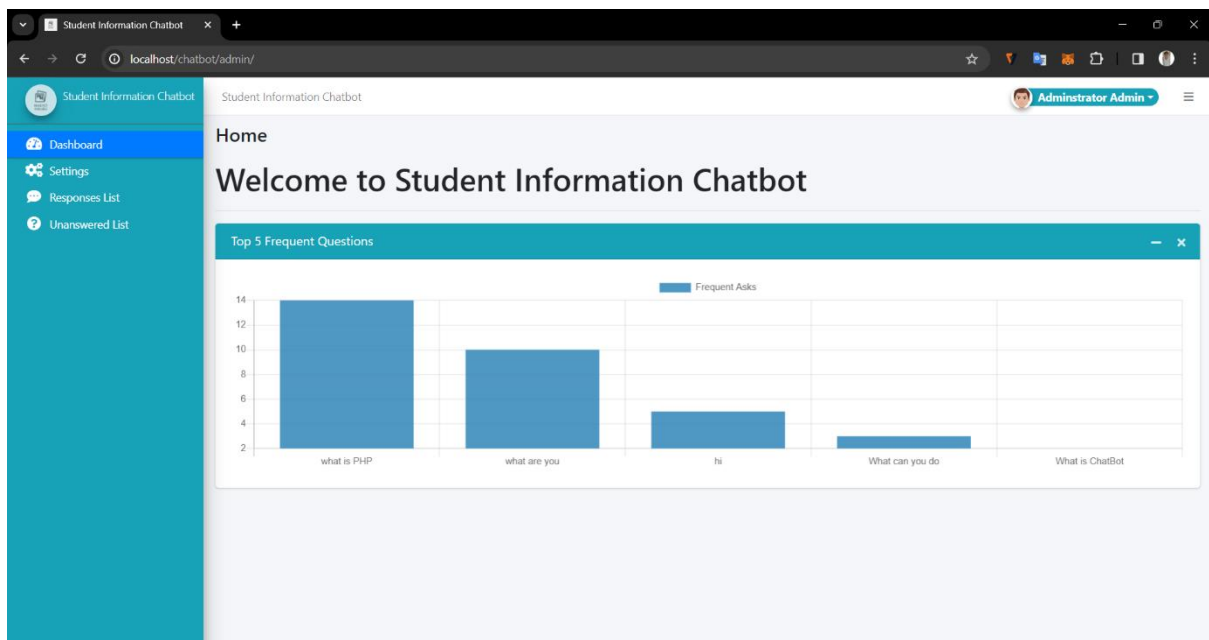 Student Information Chatbot
localhost/chatbot/admin/
Student Information Chatbot
Student Information Chatbot
Adminstrator Admin
Dashboard
Settings
Responses List
Unanswered List
Home
Welcome to Student Information Chatbot
Top 5 Frequent Questions
Frequent Asks
14
12
10
8
6
4
2
what is PHP
what are you
hi
What can you do
What is ChatBot